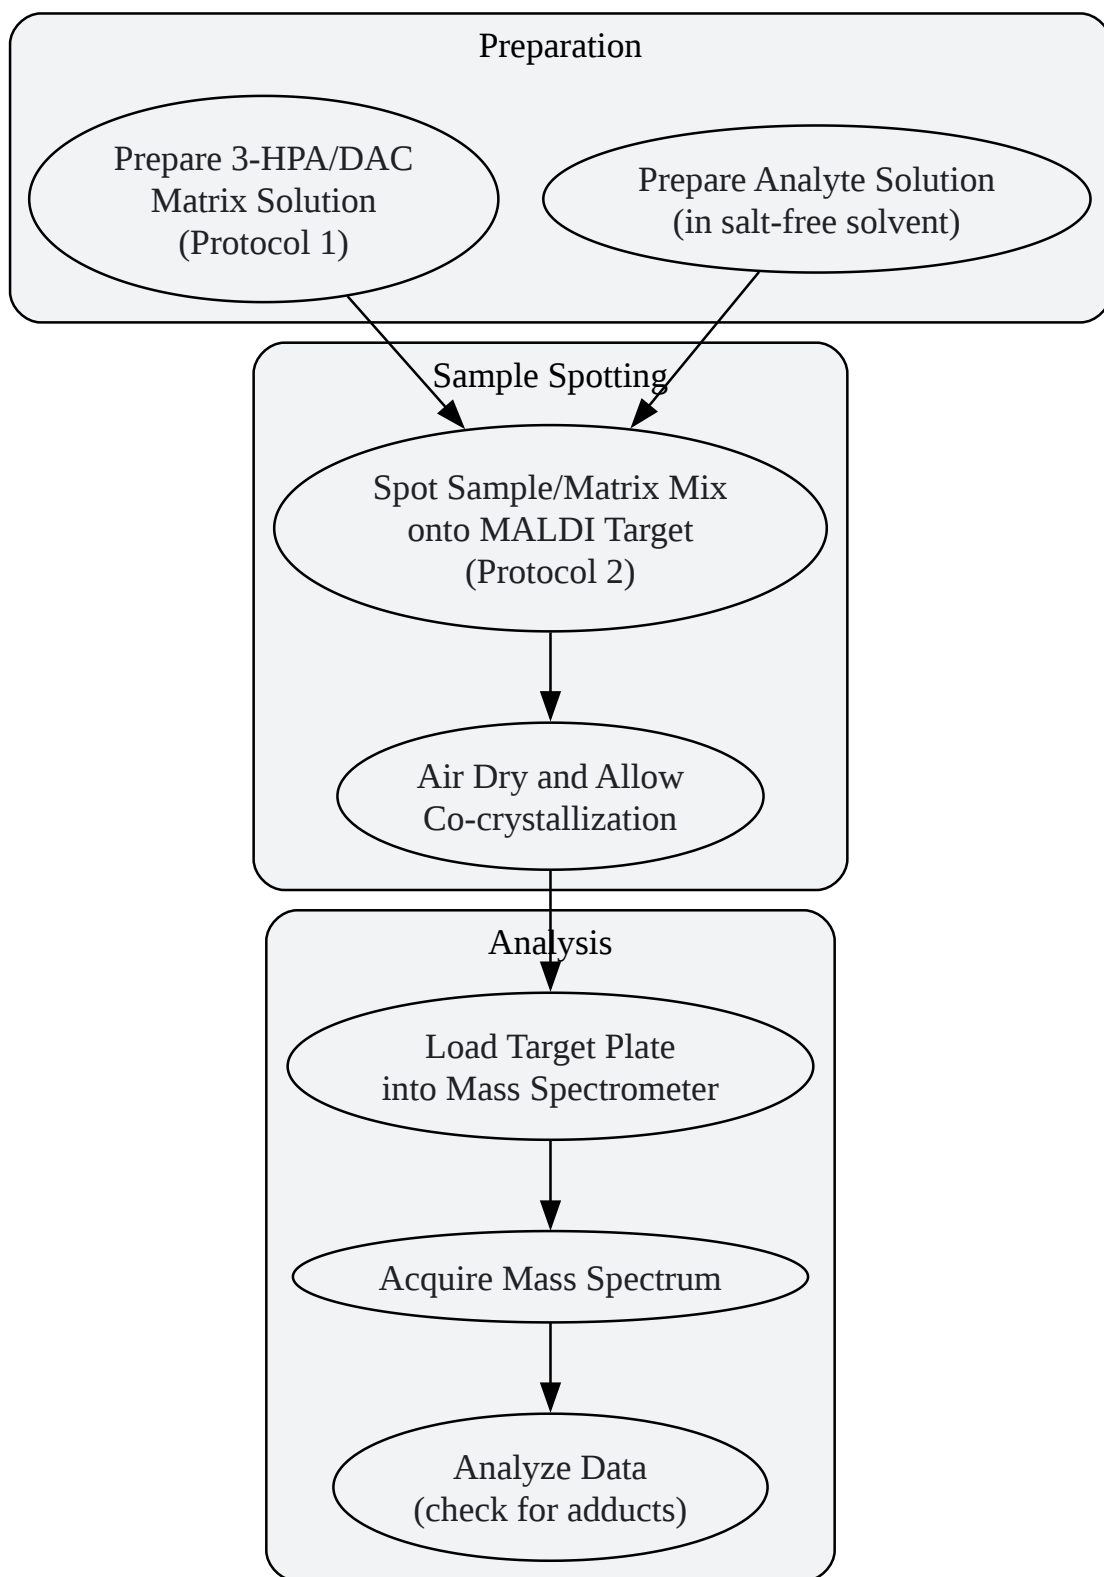 Preparation
Prepare 3-HPA/DAC
Matrix Solution
(Protocol 1)
Prepare Analyte Solution
(in salt-free solvent)
Sample Spotting
Spot Sample/Matrix Mix
onto MALDI Target
(Protocol 2)
Air Dry and Allow
Co-crystallization
Analysis
Load Target Plate
into Mass Spectrometer
Acquire Mass Spectrum
Analyze Data
(check for adducts)